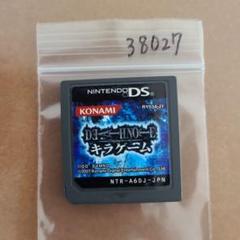 38027
NINTENDO DS
KONAMI
DEATH NOTE
キラゲーム
NTR-A6DJ-JPN